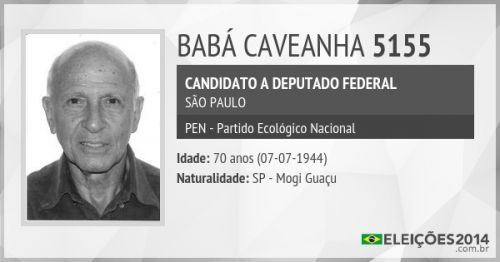 BABÁ CAVEANHA 5155
CANDIDATO A DEPUTADO FEDERAL
SÃO PAULO
PEN - Partido Ecológico Nacional
Idade: 70 anos (07-07-1944)
Naturalidade: SP - Mogi Guaçu
ELEIÇÕES2014
.com.br